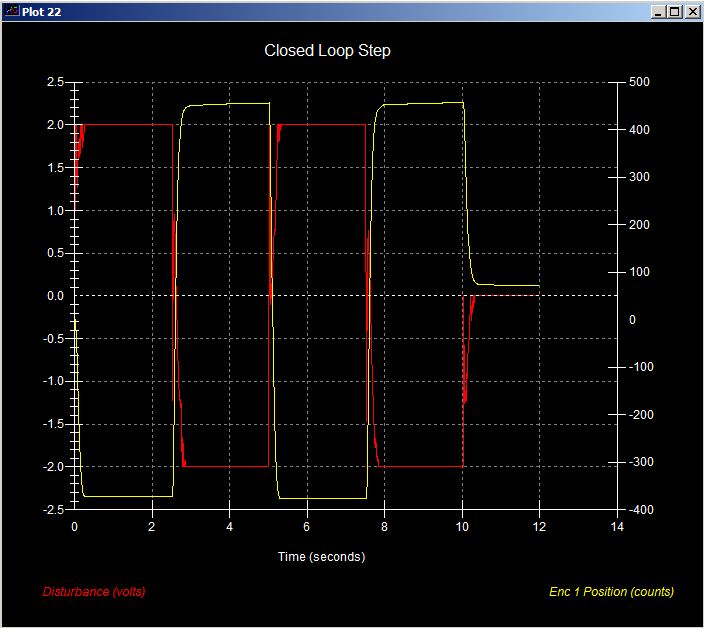 Plot 22
Closed Loop Step
2.5 500
2.0 400
1.5 300
1.0 200
0.5 100
0.0 0
-0.5 -100
-1.0 -200
-1.5 -300
-2.0 -400
-2.5
0 2 4 6 8 10 12 14
Time (seconds)
Disturbance (volts) Enc 1 Position (counts)